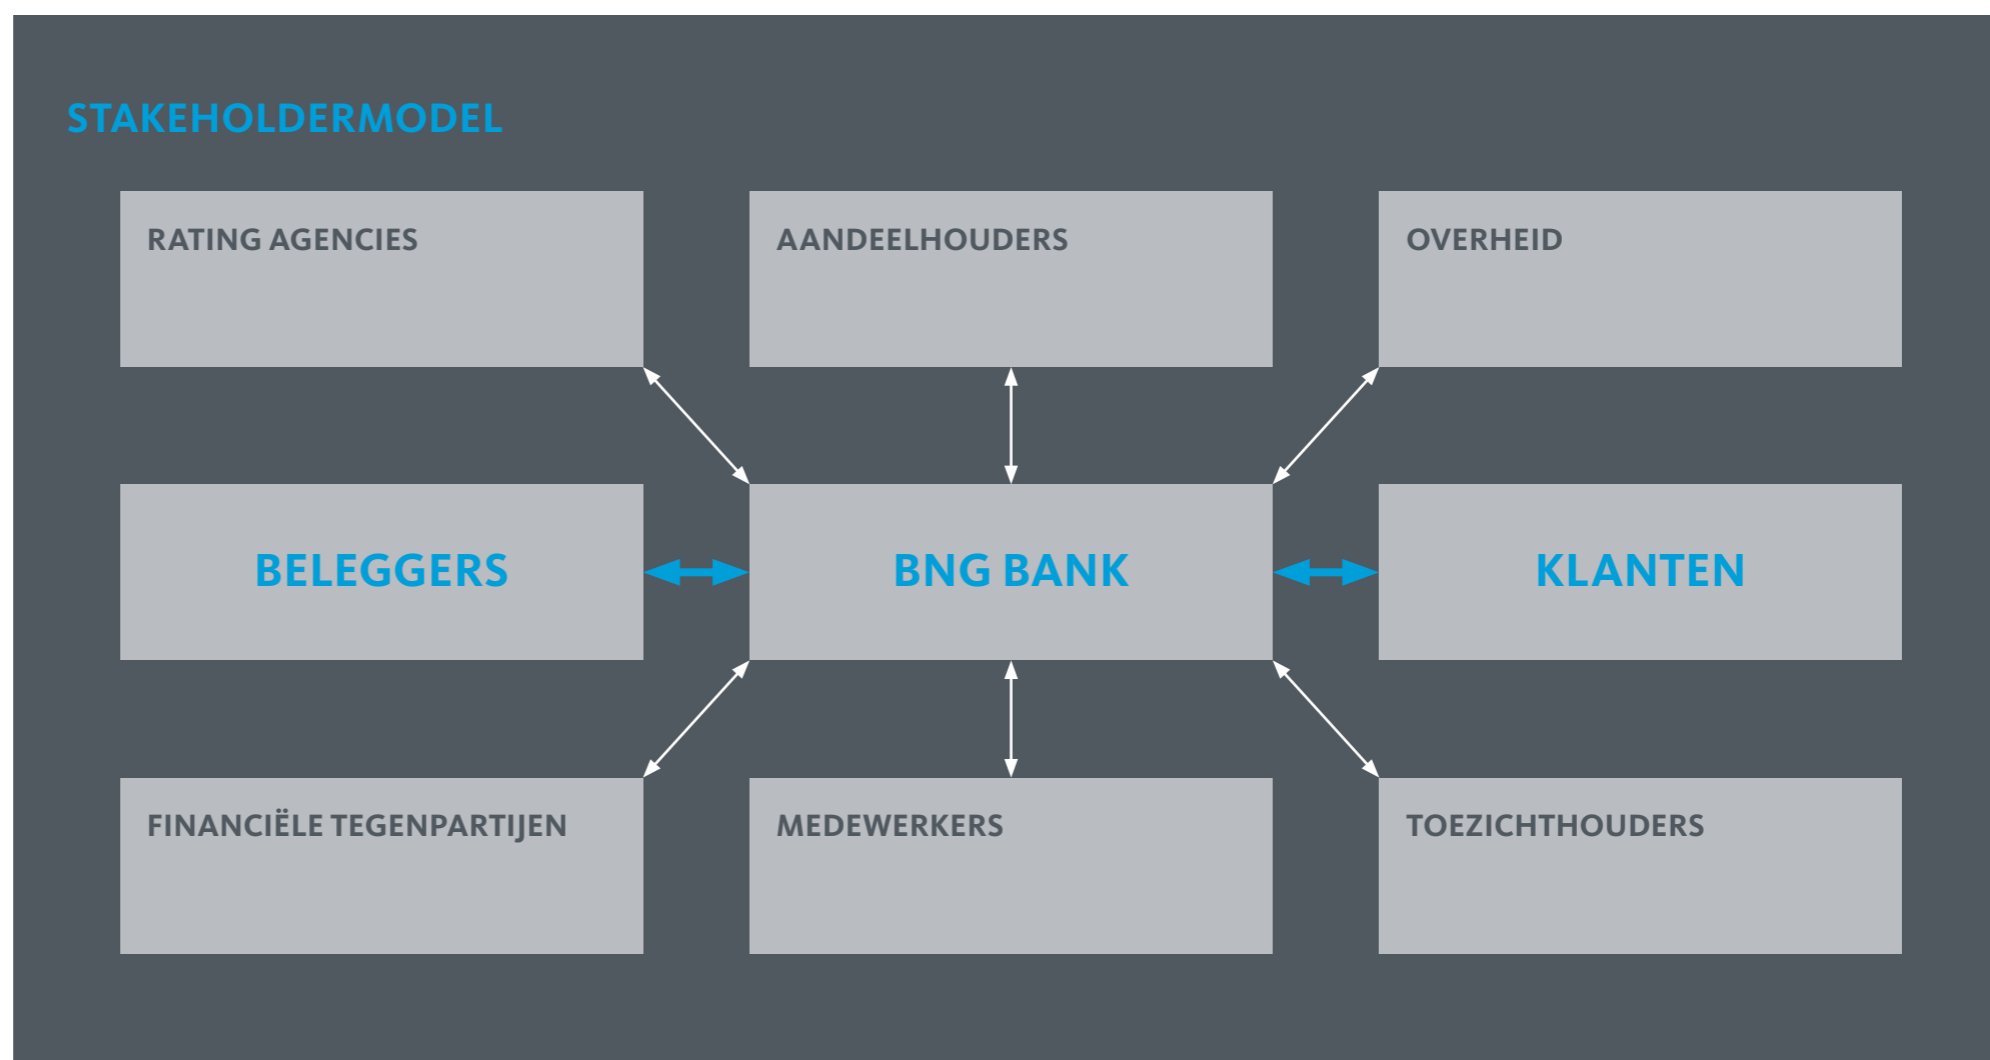 STAKEHOLDERMODEL
RATING AGENCIES
AANDEELHOUDERS
OVERHEID
BELEGGERS
BNG BANK
KLANTEN
FINANCIËLE TEGENPARTIJEN
MEDEWERKERS
TOEZICHTHOUDERS